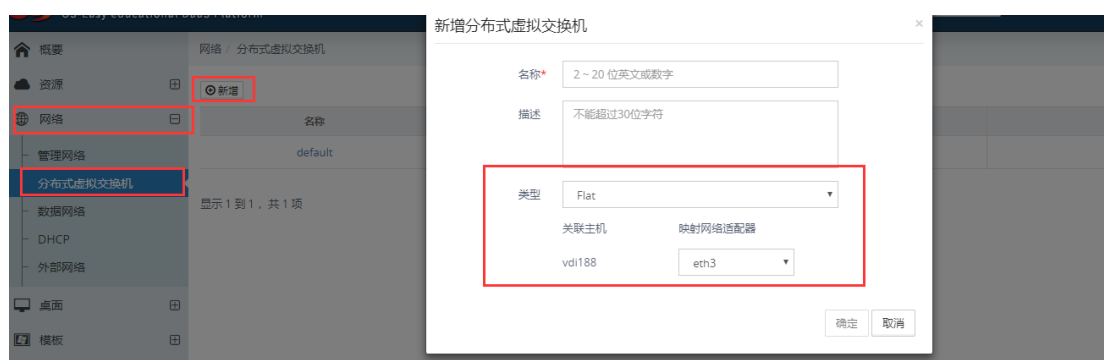 新增分布式虚拟交换机
×
概要
网络 / 分布式虚拟交换机
资源
新增
网络
名称
管理网络
default
分布式虚拟交换机
数据网络
显示 1 到 1，共 1 项
DHCP
外部网络
桌面
模板
名称* 2 ~ 20 位英文或数字
描述 不能超过30位字符
类型 Flat
关联主机 映射网络适配器
vdi188 eth3
确定 取消